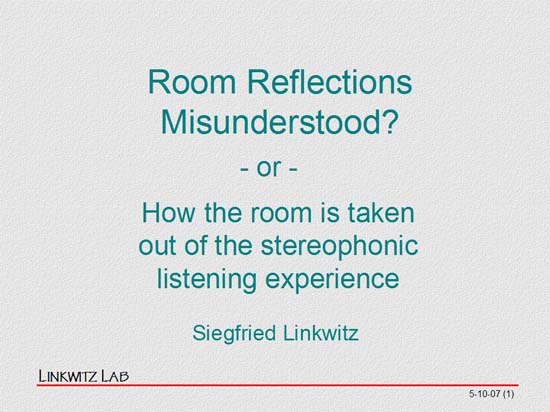 Room Reflections
Misunderstood?
- or -
How the room is taken
out of the stereophonic
listening experience
Siegfried Linkwitz
LINKWITZ LAB
5-10-07 (1)